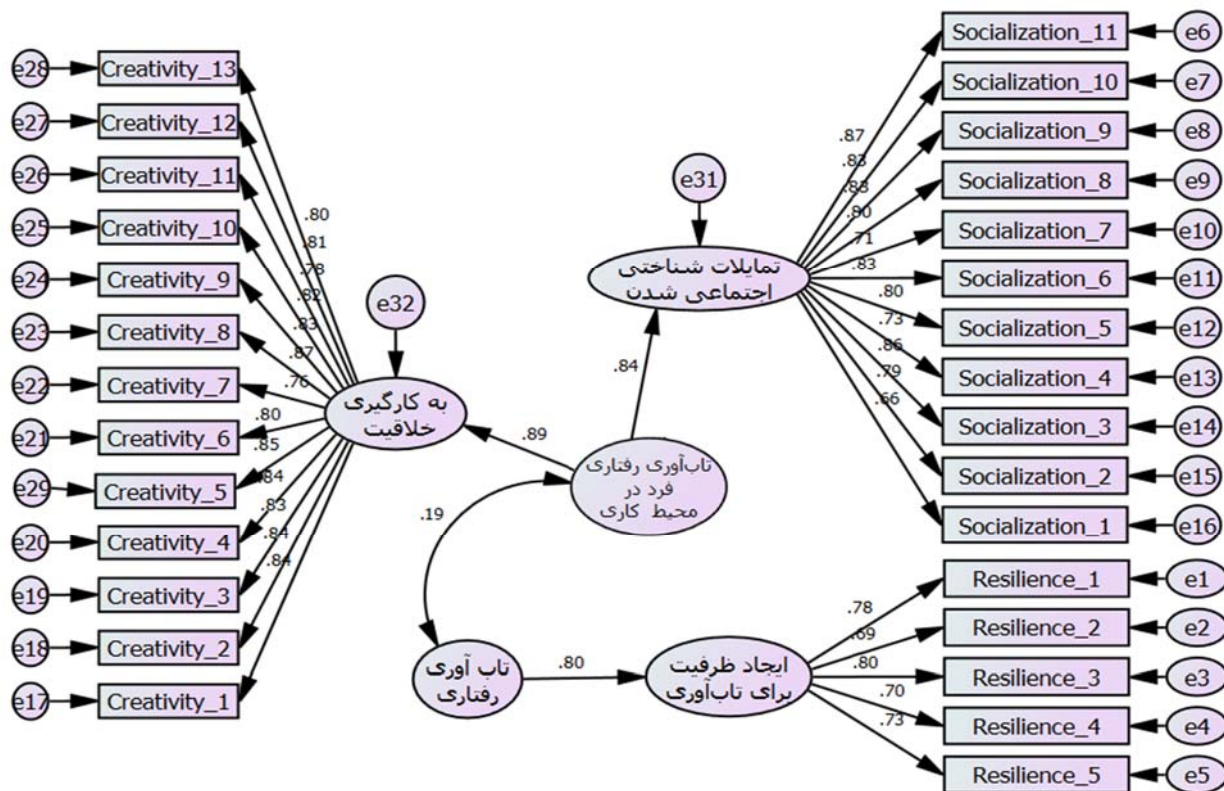 e28
Creativity_13
e27
Creativity_12
e26
Creativity_11
e25
Creativity_10
e24
Creativity_9
e23
Creativity_8
e22
Creativity_7
e21
Creativity_6
e29
Creativity_5
e20
Creativity_4
e19
Creativity_3
e18
Creativity_2
e17
Creativity_1
.80
.81
.78
.82
.83
.87
.76
.80
.85
.84
.83
.84
.84
e32
به کارگیری
خلاقیت
.89
.19
تاب‌آوری رفتاری
فرد در
محیط کاری
.84
e31
تمایلات شناختی
اجتماعی شدن
.87
.83
.83
.80
.71
.83
.80
.73
.86
.79
.66
Socialization_11
e6
Socialization_10
e7
Socialization_9
e8
Socialization_8
e9
Socialization_7
e10
Socialization_6
e11
Socialization_5
e12
Socialization_4
e13
Socialization_3
e14
Socialization_2
e15
Socialization_1
e16
تاب آوری
رفتاری
.80
ایجاد ظرفیت
برای تاب‌آوری
.78
.69
.80
.70
.73
Resilience_1
e1
Resilience_2
e2
Resilience_3
e3
Resilience_4
e4
Resilience_5
e5